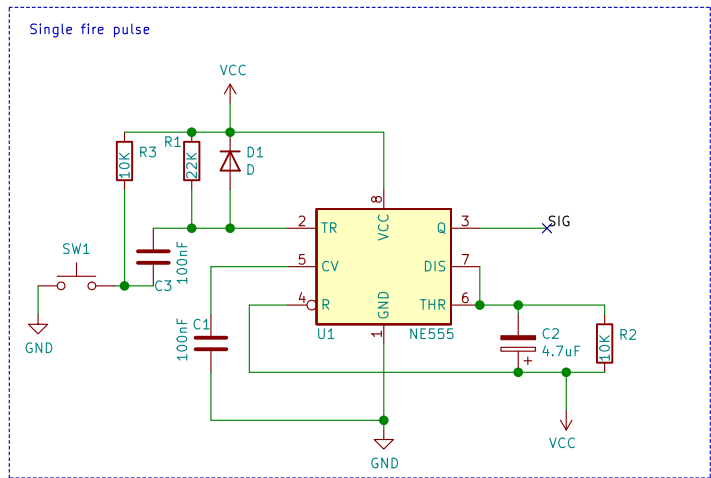 Single fire pulse
VCC
R3
10K
R1
22K
D1
D
8
VCC
2
TR
3
Q
SIG
SW1
100nF
C3
5
CV
7
DIS
4
R
6
THR
GND
1
U1
NE555
GND
C1
100nF
C2
4.7uF
+
R2
10K
VCC
GND